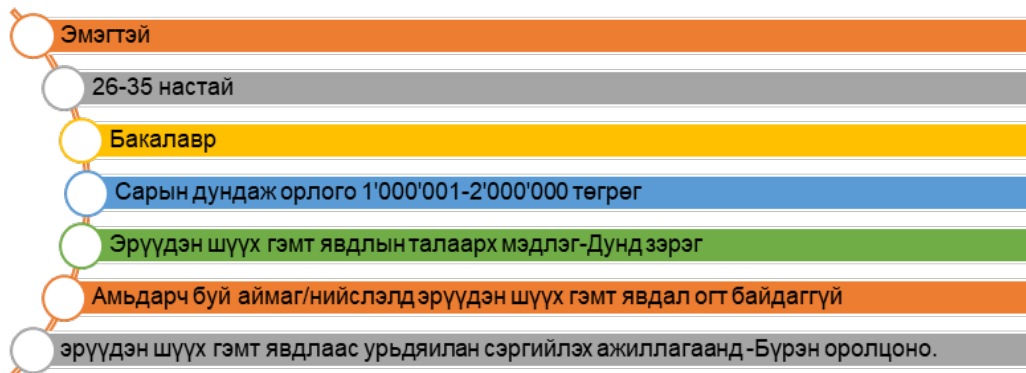 Эмэгтэй
26-35 настай
Бакалавр
Сарын дундаж орлого 1'000'001-2'000'000 төгрөг
Эрүүдэн шүүх гэмт явдлын талаарх мэдлэг-Дунд зэрэг
Амьдарч буй аймаг/нийслэлд эрүүдэн шүүх гэмт явдал огт байдаггүй
эрүүдэн шүүх гэмт явдлаас урьдяилан сэргийлэх ажиллагаанд -Бүрэн оролцоно.